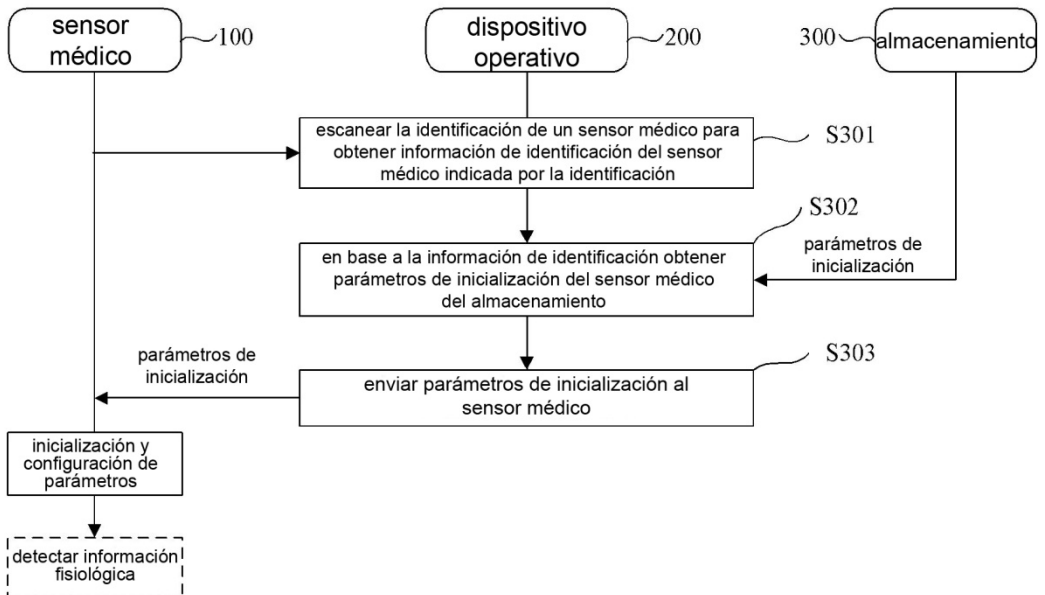 sensor
médico
100
dispositivo
operativo
200
300
almacenamiento
escanear la identificación de un sensor médico para
obtener información de identificación del sensor
médico indicada por la identificación
S301
S302
en base a la información de identificación obtener
parámetros de inicialización del sensor médico
del almacenamiento
parámetros de
inicialización
S303
parámetros de
inicialización
enviar parámetros de inicialización al
sensor médico
inicialización y
configuración de
parámetros
detectar información
fisiológica